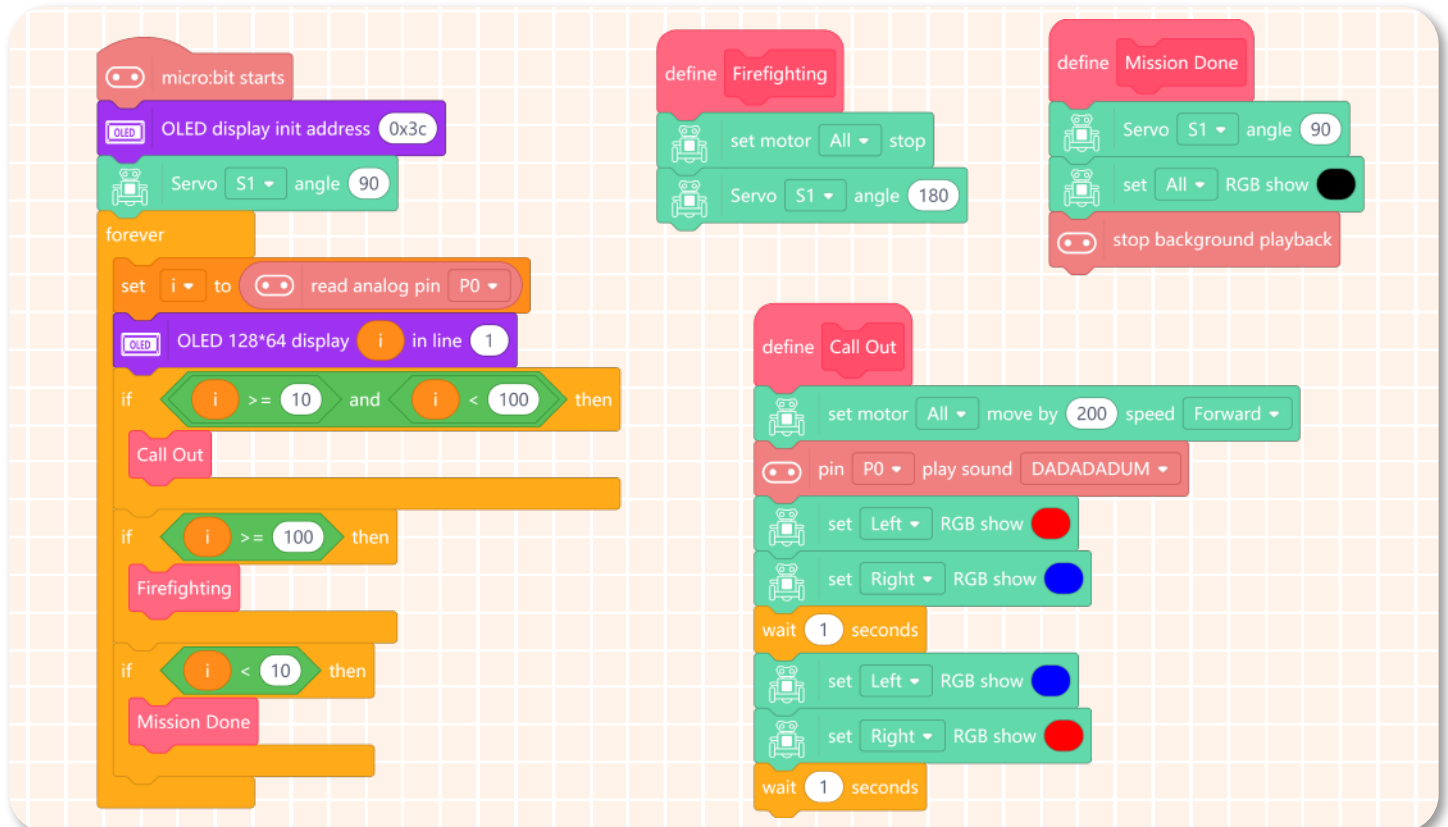 micro:bit starts
OLED OLED display init address 0x3c
Servo S1 angle 90
forever
set i to read analog pin P0
OLED OLED 128*64 display i in line 1
if i >= 10 and i < 100 then
Call Out
if i >= 100 then
Firefighting
if i < 10 then
Mission Done
define Firefighting
set motor All stop
Servo S1 angle 180
define Mission Done
Servo S1 angle 90
set All RGB show
stop background playback
define Call Out
set motor All move by 200 speed Forward
pin P0 play sound DADADADUM
set Left RGB show
set Right RGB show
wait 1 seconds
set Left RGB show
set Right RGB show
wait 1 seconds